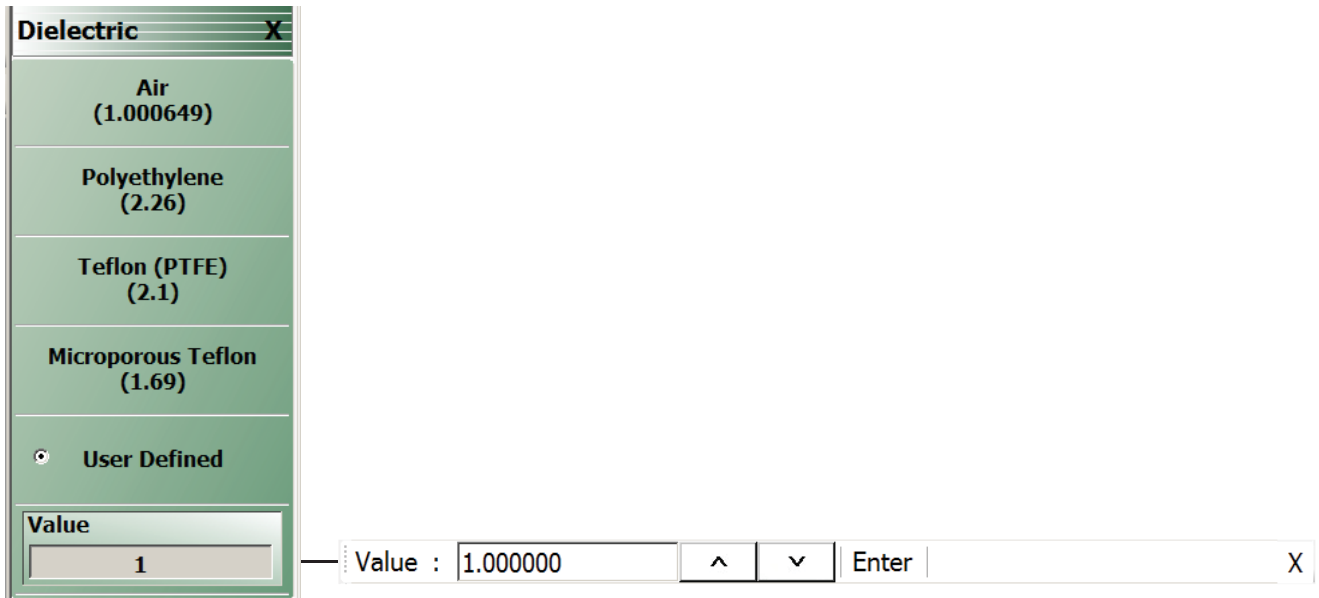 Dielectric X
Air
(1.000649)
Polyethylene
(2.26)
Teflon (PTFE)
(2.1)
Microporous Teflon
(1.69)
User Defined
Value
1
Value : 1.000000 ^ v Enter X